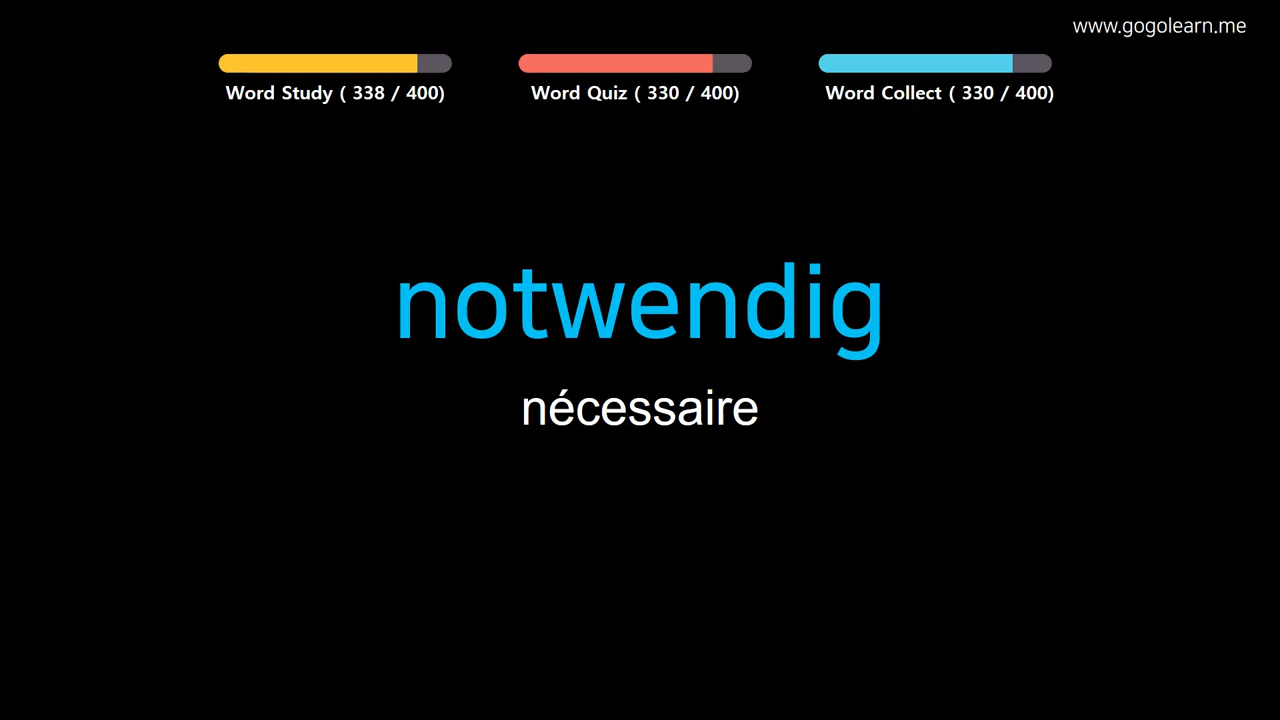 www.gogolearn.me
Word Study ( 338 / 400)
Word Quiz ( 330 / 400)
Word Collect ( 330 / 400)
notwendig
nécessaire